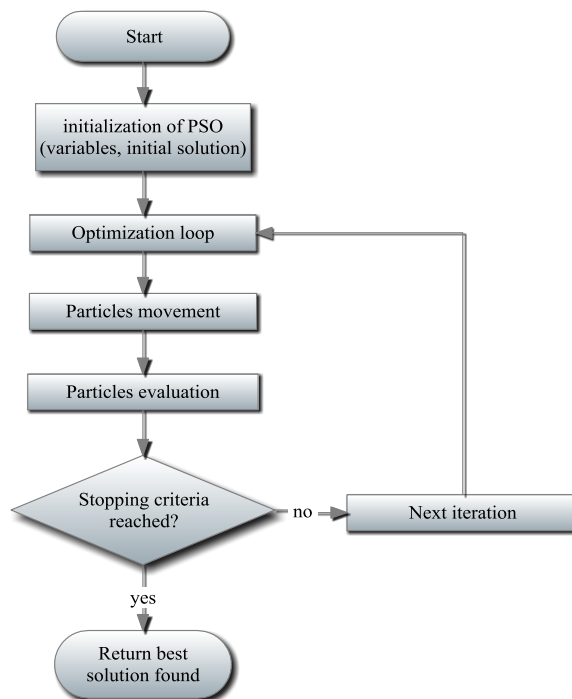 Start
initialization of PSO
(variables, initial solution)
Optimization loop
Particles movement
Particles evaluation
Stopping criteria
reached?
no
Next iteration
yes
Return best
solution found